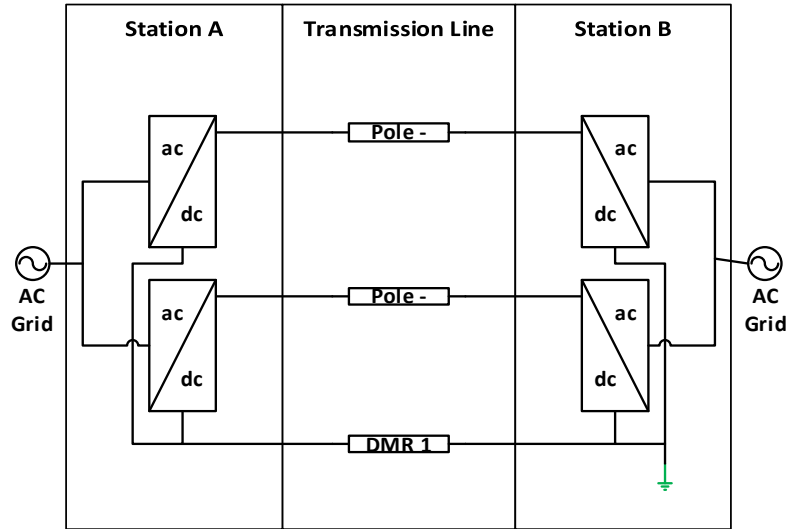 Station A
Transmission Line
Station B
Pole -
ac
dc
ac
dc
AC
Grid
AC
Grid
Pole -
ac
dc
ac
dc
DMR 1